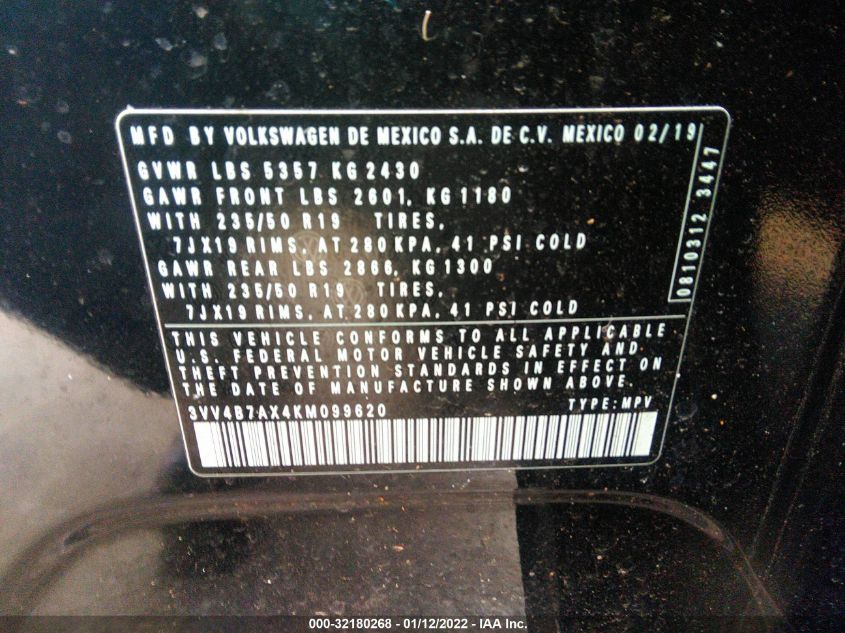 MFD BY VOLKSWAGEN DE MEXICO S.A. DE C.V. MEXICO 02/19
GVWR LBS 5357 KG 2430
GAWR FRONT LBS 2601, KG 1180
WITH 235/50 R19 TIRES,
7JX19 RIMS, AT 280 KPA, 41 PSI COLD
GAWR REAR LBS 2866, KG 1300
WITH 235/50 R19 TIRES,
7JX19 RIMS, AT 280 KPA, 41 PSI COLD
0810312 3447
THIS VEHICLE CONFORMS TO ALL APPLICABLE
U.S. FEDERAL MOTOR VEHICLE SAFETY AND
THEFT PREVENTION STANDARDS IN EFFECT ON
THE DATE OF MANUFACTURE SHOWN ABOVE.
3VV4B7AX4KM099620 TYPE:MPV
000-32180268 - 01/12/2022 - IAA Inc.